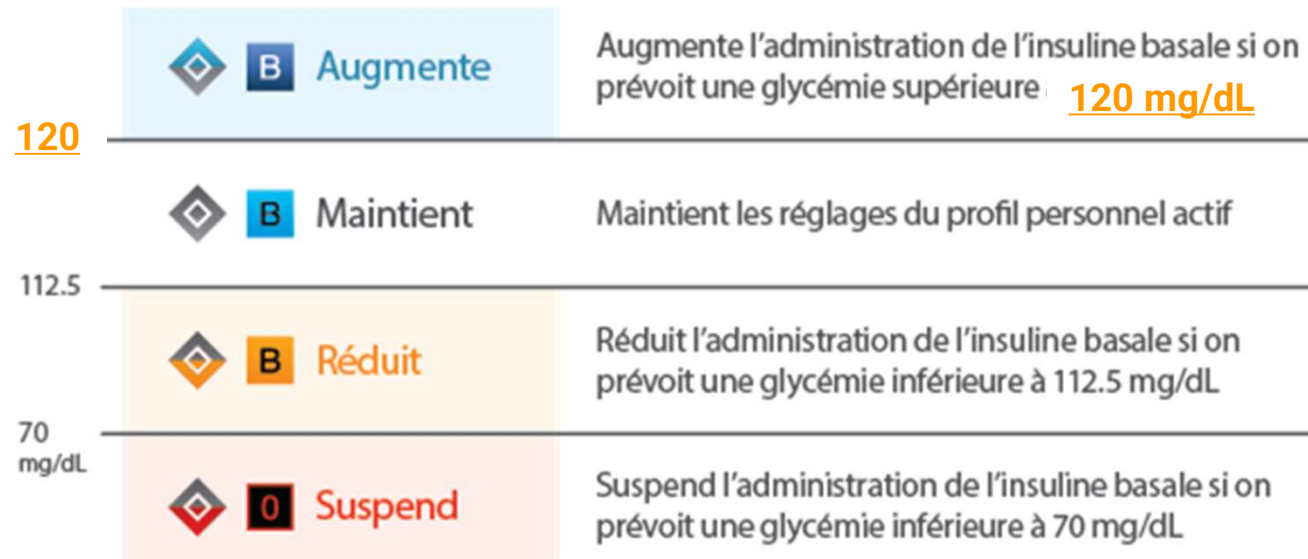 B Augmente
Augmente l'administration de l'insuline basale si on
prévoit une glycémie supérieure 120 mg/dL
120
B Maintient
Maintient les réglages du profil personnel actif
112.5
B Réduit
Réduit l'administration de l'insuline basale si on
prévoit une glycémie inférieure à 112.5 mg/dL
70
mg/dL
0 Suspend
Suspend l'administration de l'insuline basale si on
prévoit une glycémie inférieure à 70 mg/dL